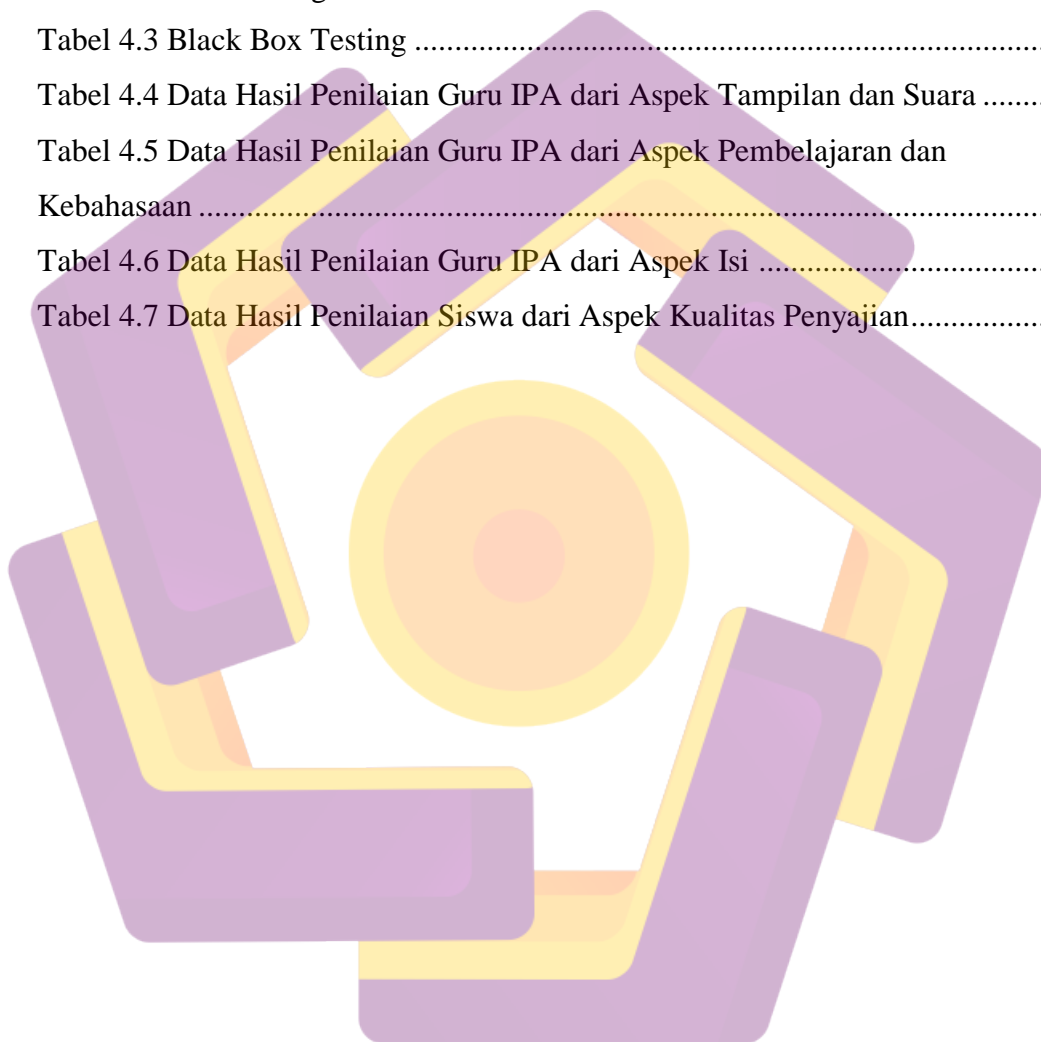 Tabel 4.3 Black Box Testing ...............................................................................
Tabel 4.4 Data Hasil Penilaian Guru IPA dari Aspek Tampilan dan Suara ........
Tabel 4.5 Data Hasil Penilaian Guru IPA dari Aspek Pembelajaran dan
Kebahasaan .........................................................................................................
Tabel 4.6 Data Hasil Penilaian Guru IPA dari Aspek Isi ...................................
Tabel 4.7 Data Hasil Penilaian Siswa dari Aspek Kualitas Penyajian.................